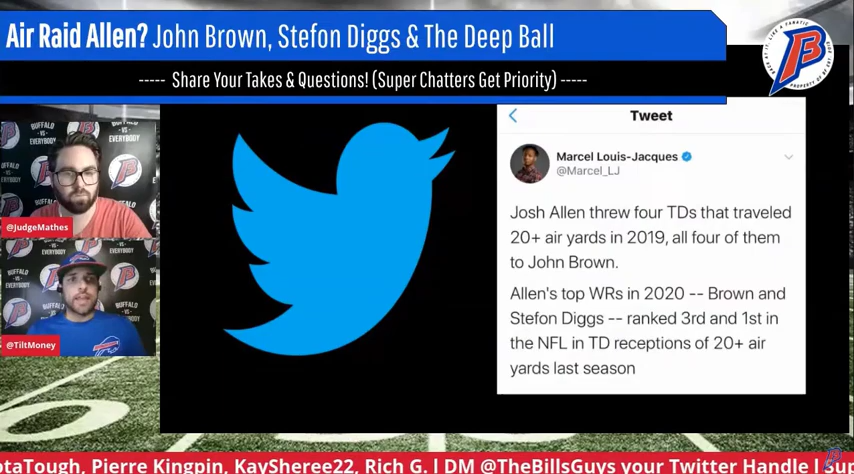 Air Raid Allen? John Brown, Stefon Diggs & The Deep Ball
----- Share Your Takes & Questions! (Super Chatters Get Priority) -----
BUFFALO
-VS-
EVERYBODY
@JudgeMathes
BUFFALO
-VS-
EVERYBODY
@TiltMoney
Tweet
Marcel Louis-Jacques
@Marcel_LJ
Josh Allen threw four TDs that traveled
20+ air yards in 2019, all four of them
to John Brown.
Allen's top WRs in 2020 -- Brown and
Stefon Diggs -- ranked 3rd and 1st in
the NFL in TD receptions of 20+ air
yards last season
otaTough, Pierre Kingpin, KaySheree22, Rich G. | DM @TheBillsGuys your Twitter Handle |